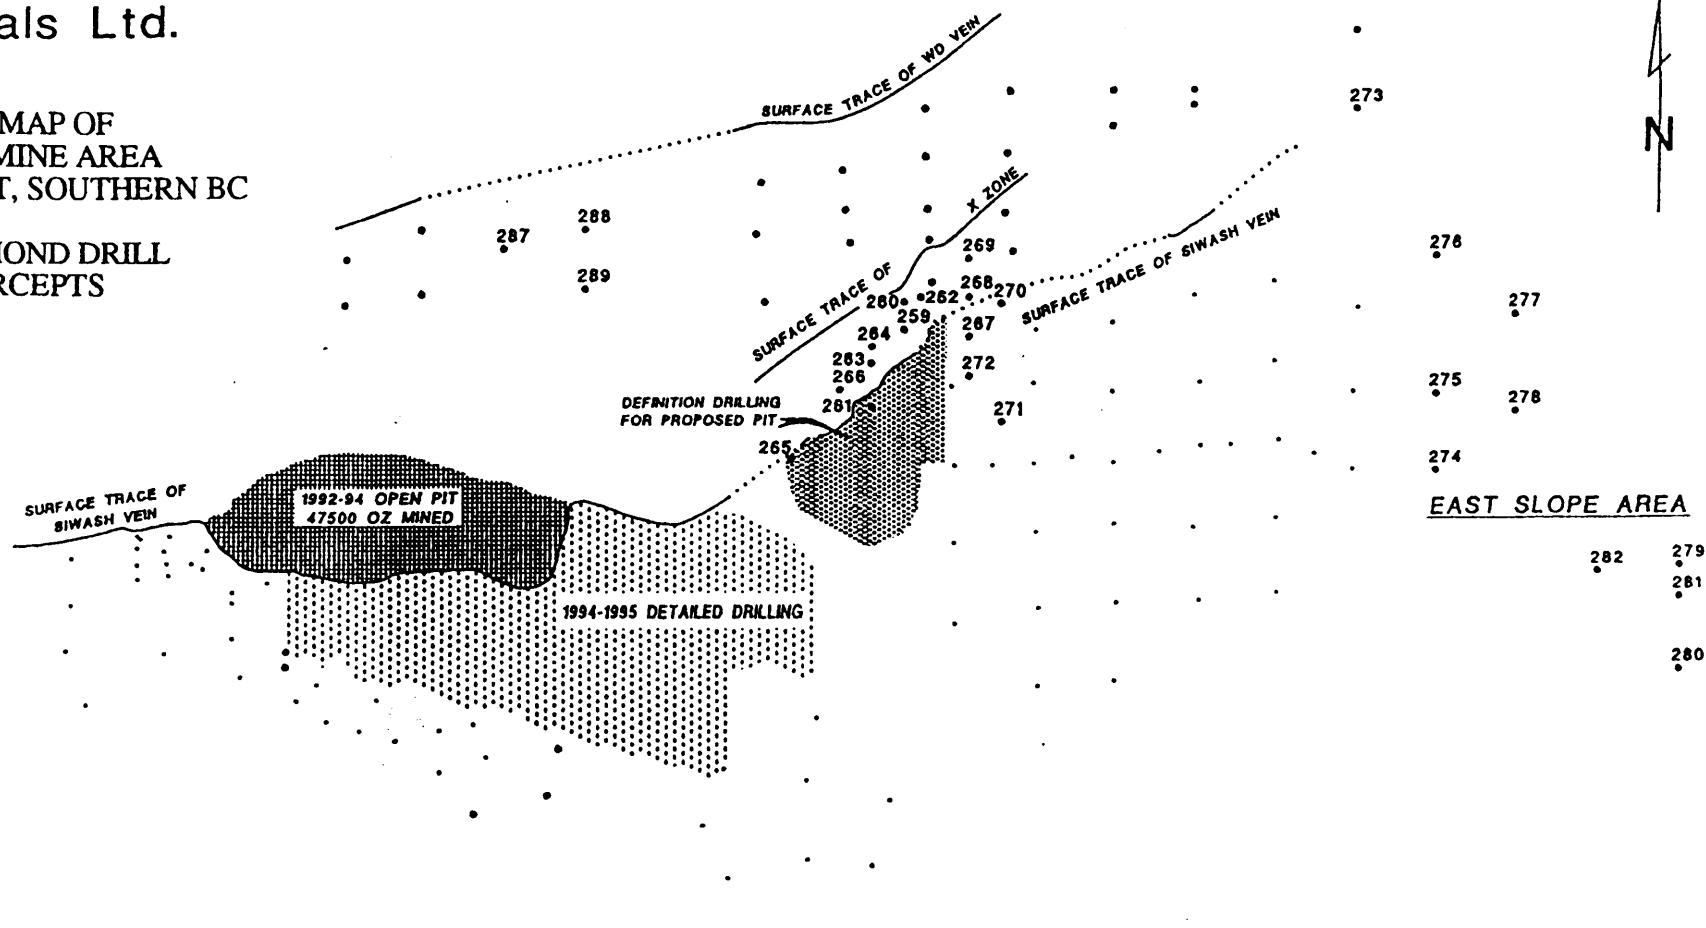 als Ltd.
MAP OF
MINE AREA
T, SOUTHERN BC
MOND DRILL
RCEPTS
SURFACE TRACE OF WD VEIN
273
N
X ZONE
SURFACE TRACE OF
SURFACE TRACE OF SIWASH VEIN
288
287
289
269
268
270
260
262
259
267
264
263
266
272
261
271
265
276
277
275
278
274
DEFINITION DRILLING
FOR PROPOSED PIT
EAST SLOPE AREA
282
279
281
280
SURFACE TRACE OF
SIWASH VEIN
1992-94 OPEN PIT
47500 OZ MINED
1994-1995 DETAILED DRILLING